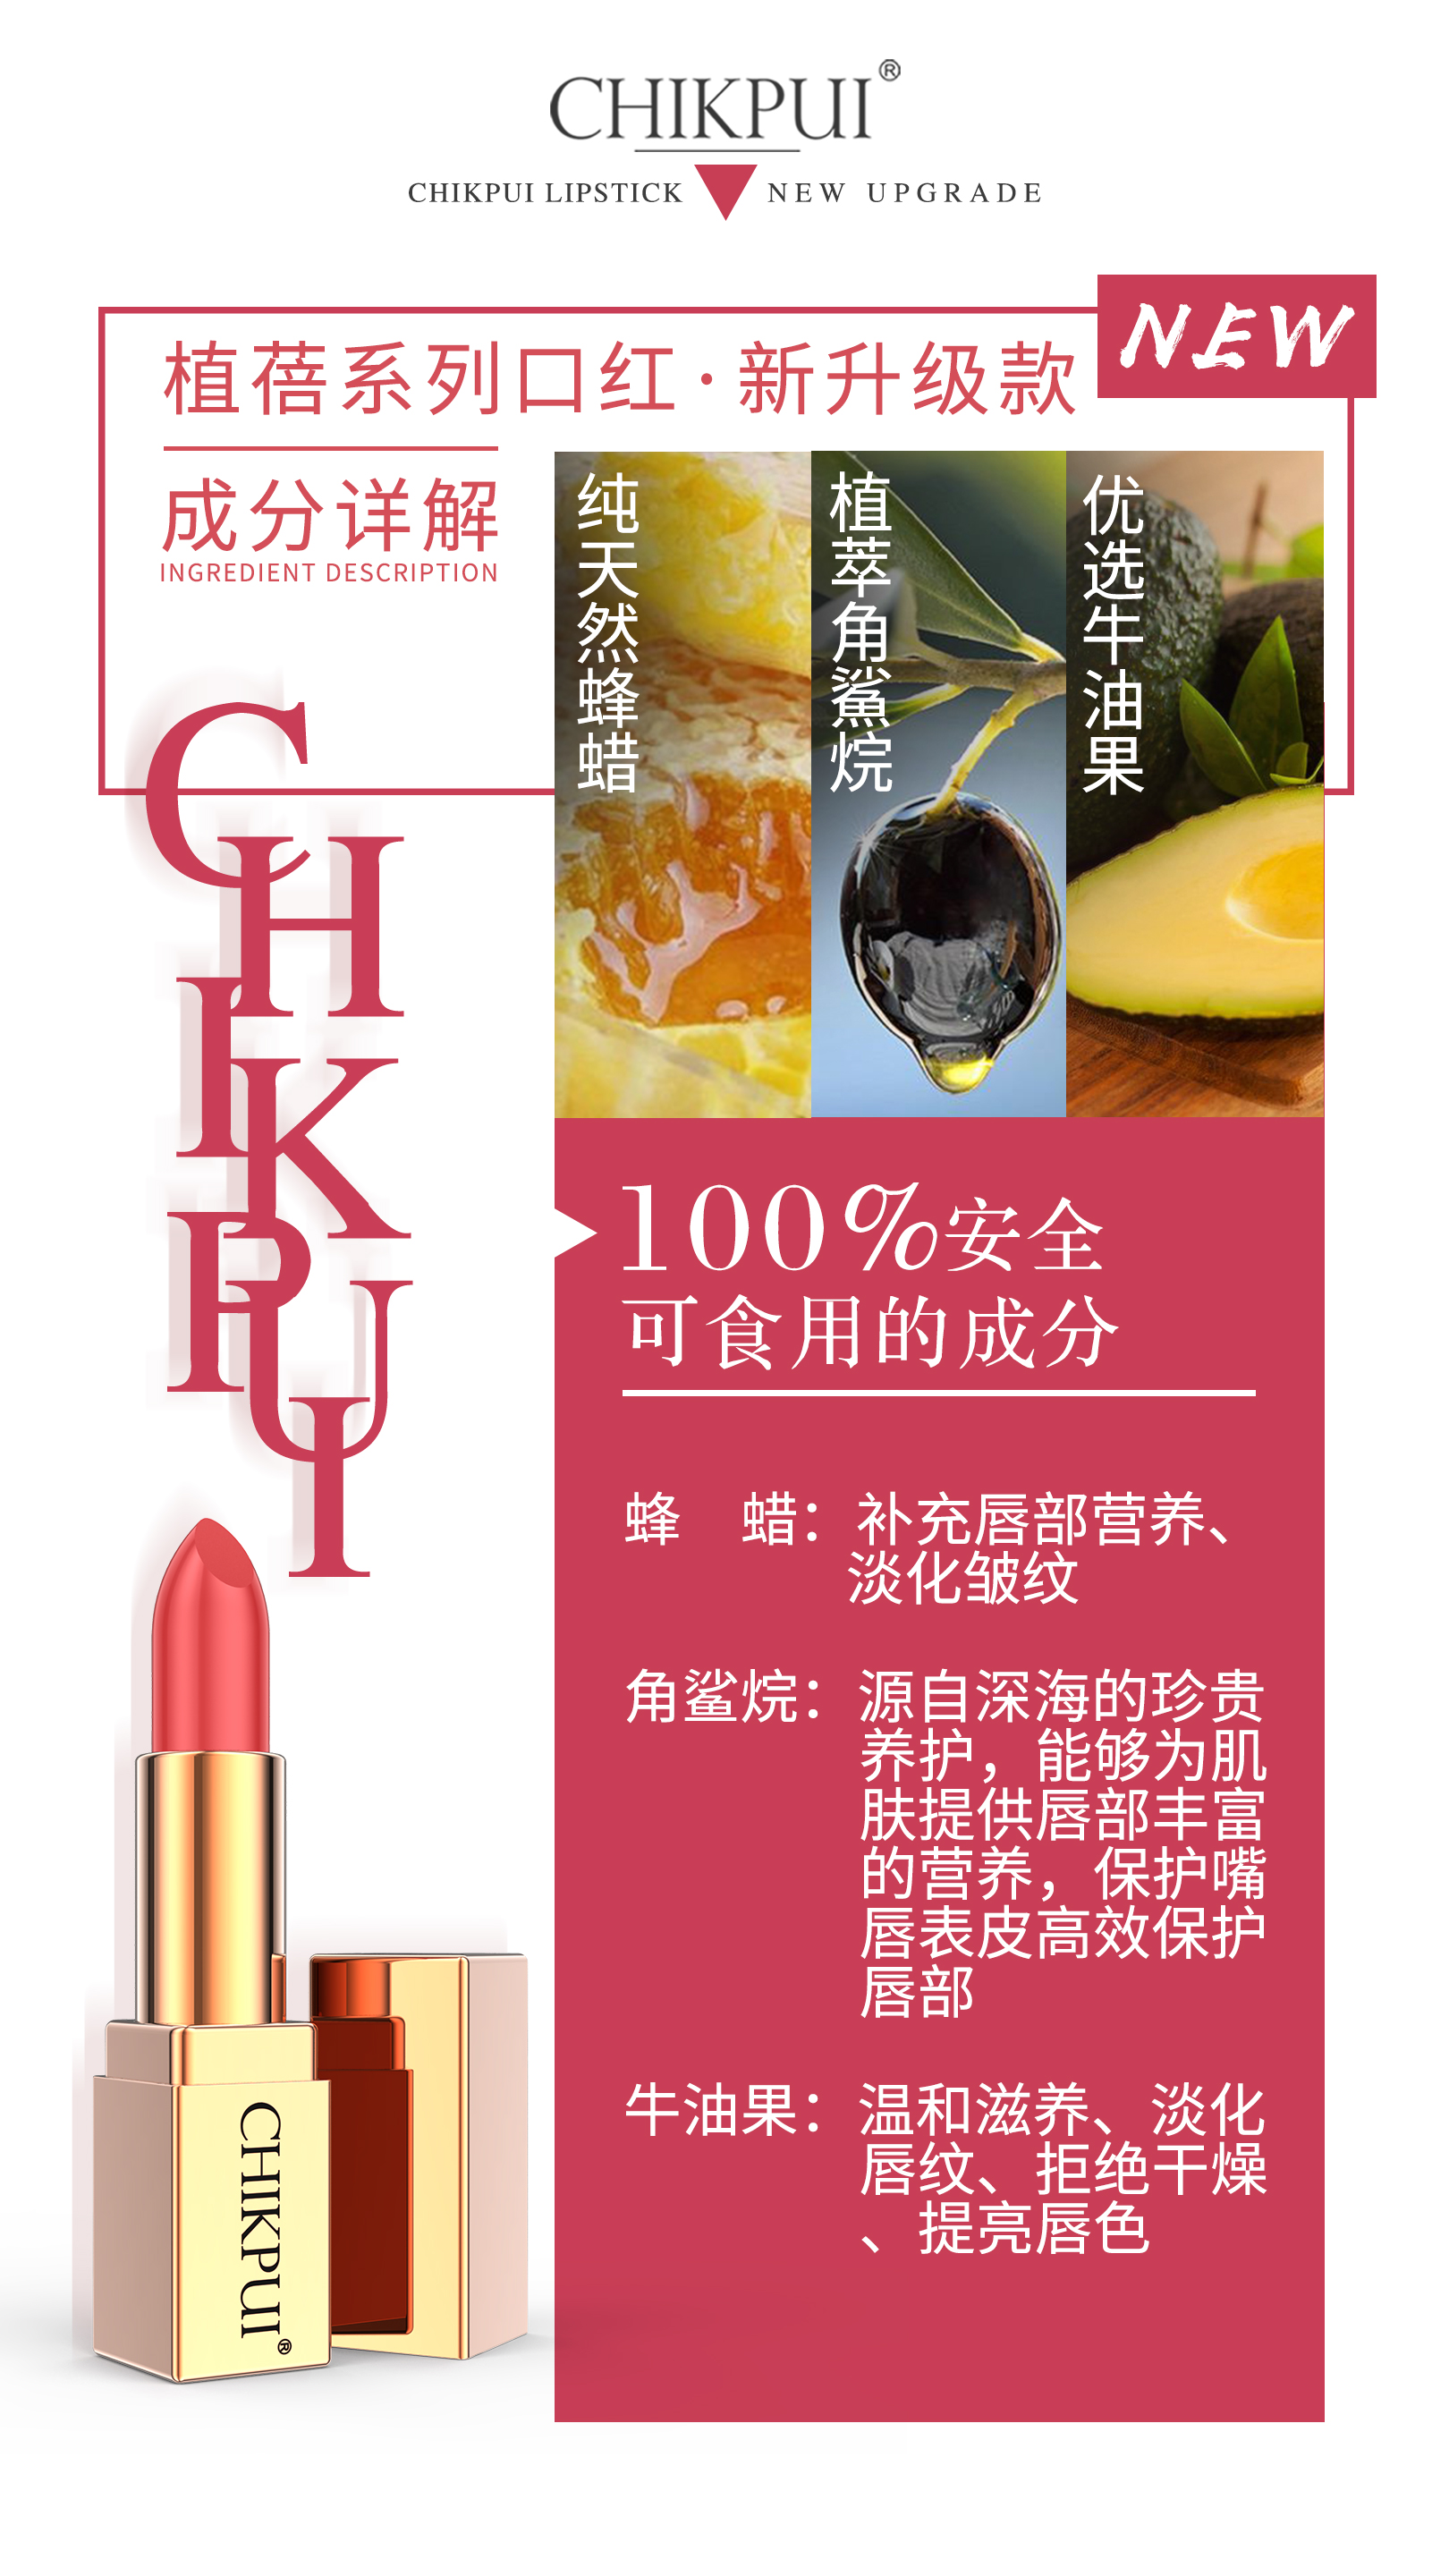 CHIKPUI®
CHIKPUI LIPSTICK NEW UPGRADE
NEW
植蓓系列口红·新升级款
成分详解
INGREDIENT DESCRIPTION
纯天然蜂蜡
植萃角鲨烷
优选牛油果
CHIKPUI
100%安全
可食用的成分
蜂 蜡：补充唇部营养、
淡化皱纹
角鲨烷：源自深海的珍贵
养护，能够为肌
肤提供唇部丰富
的营养，保护嘴
唇表皮高效保护
唇部
牛油果：温和滋养、淡化
唇纹、拒绝干燥
、提亮唇色
CHIKPUI®